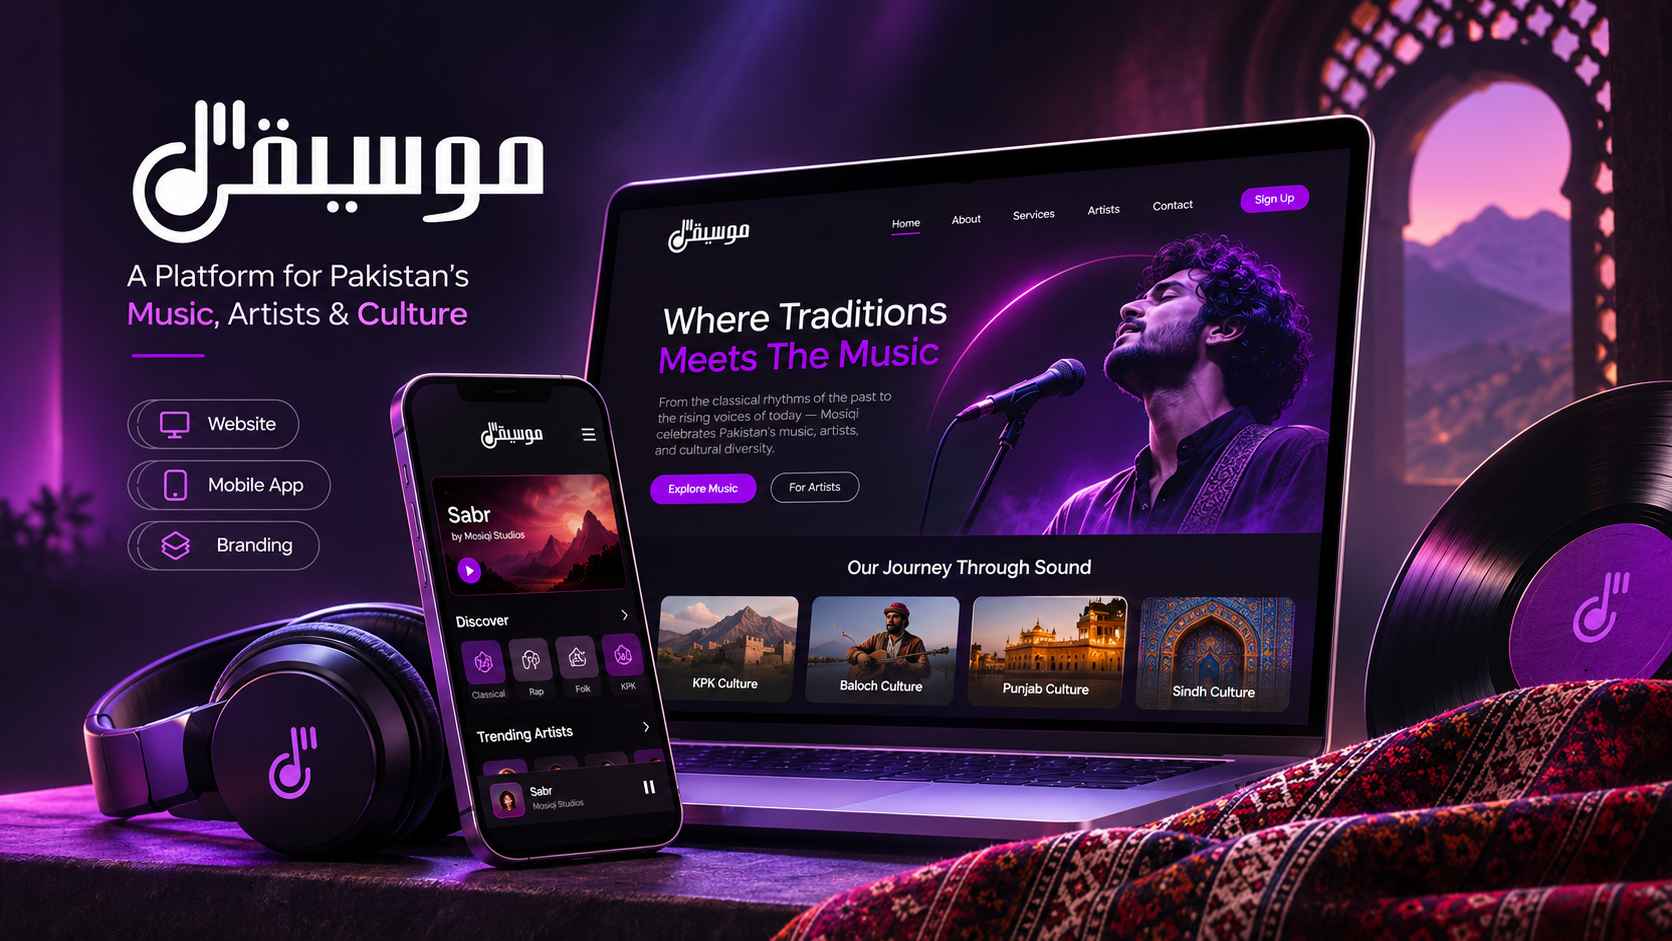 موسيقى
A Platform for Pakistan's
Music, Artists & Culture
Website
Mobile App
Branding
موسيقى
Home
About
Services
Artists
Contact
Sign Up
Where Traditions
Meets The Music
From the classical rhythms of the past to
the rising voices of today — Mosiqi
celebrates Pakistan's music, artists,
and cultural diversity.
Explore Music
For Artists
Our Journey Through Sound
KPK Culture
Baloch Culture
Punjab Culture
Sindh Culture
موسيقى
Sabr
by Mosiqi Studios
Discover
Classical
Rap
Folk
KPK
Trending Artists
Sabr
Mosiqi Studios